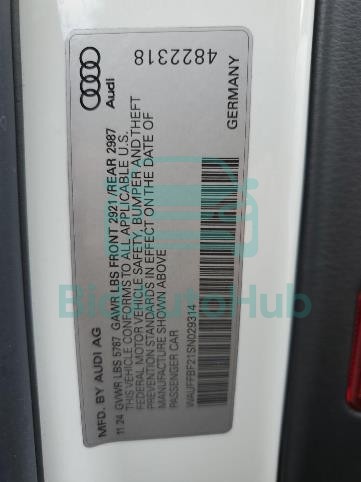 MFD. BY AUDI AG
Audi
11 24 GVWR LBS 5787 GAWR LBS FRONT 2921 /REAR 2987
THIS VEHICLE CONFORMS TO ALL APPLICABLE U.S.
FEDERAL MOTOR VEHICLE SAFETY, BUMPER AND THEFT
PREVENTION STANDARDS IN EFFECT ON THE DATE OF
MANUFACTURE SHOWN ABOVE
PASSENGER CAR
WAUFFBF21SN029314
GERMANY
4822318